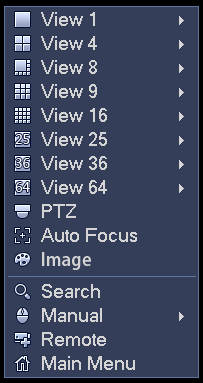 View 1
View 4
View 8
View 9
View 16
25 View 25
36 View 36
64 View 64
PTZ
Auto Focus
Image
Search
Manual
Remote
Main Menu